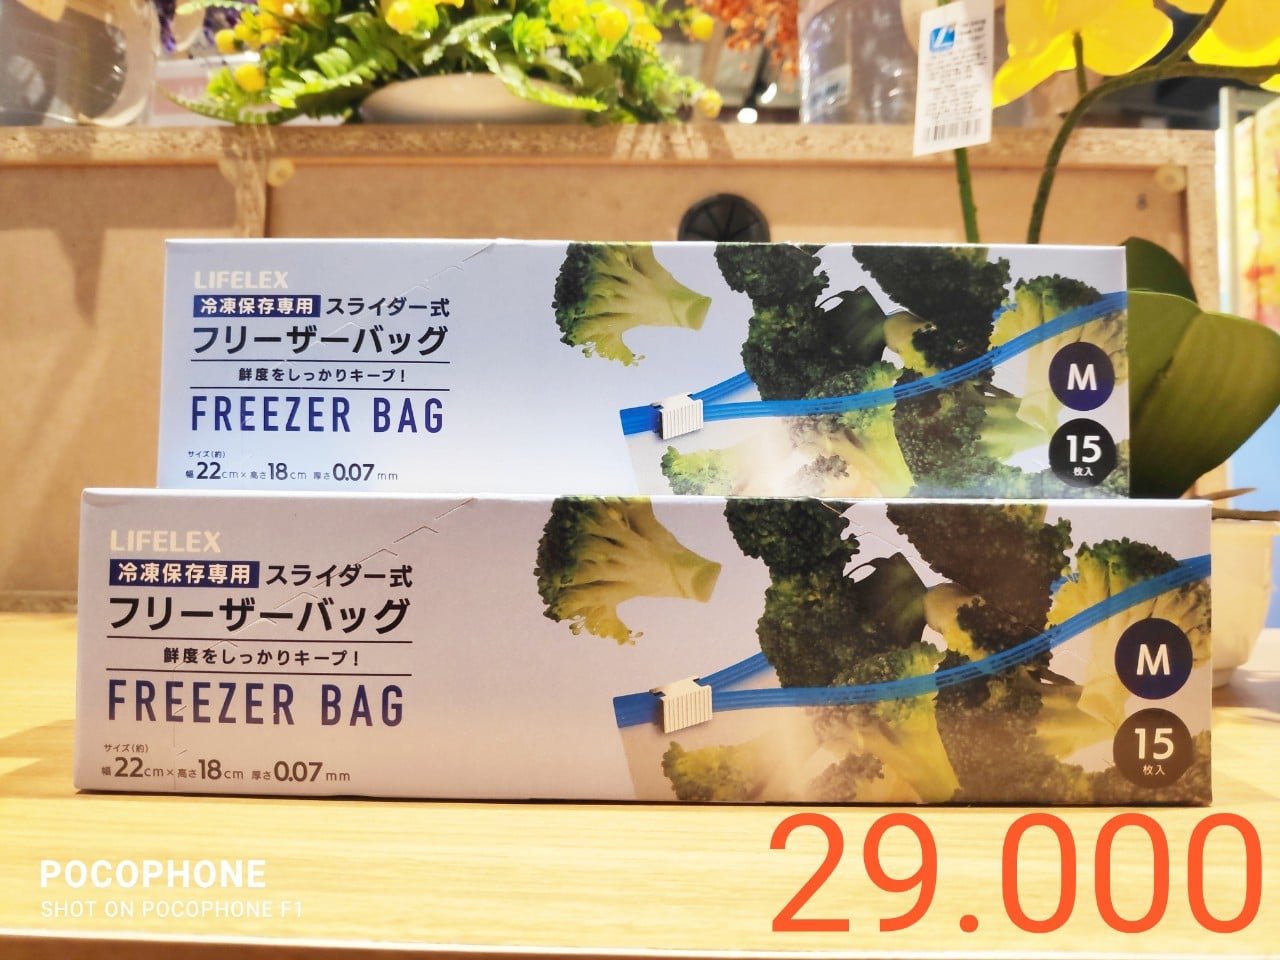 LIFELEX
冷凍保存専用 スライダー式
フリーザーバッグ
鮮度をしっかりキープ!
FREEZER BAG
サイズ(約)
幅22cm×高さ18cm 厚さ0.07mm
M
15
枚入
LIFELEX
冷凍保存専用 スライダー式
フリーザーバッグ
鮮度をしっかりキープ!
FREEZER BAG
サイズ(約)
幅22cm×高さ18cm 厚さ0.07mm
M
15
枚入
29.000
POCOPHONE
SHOT ON POCOPHONE F1